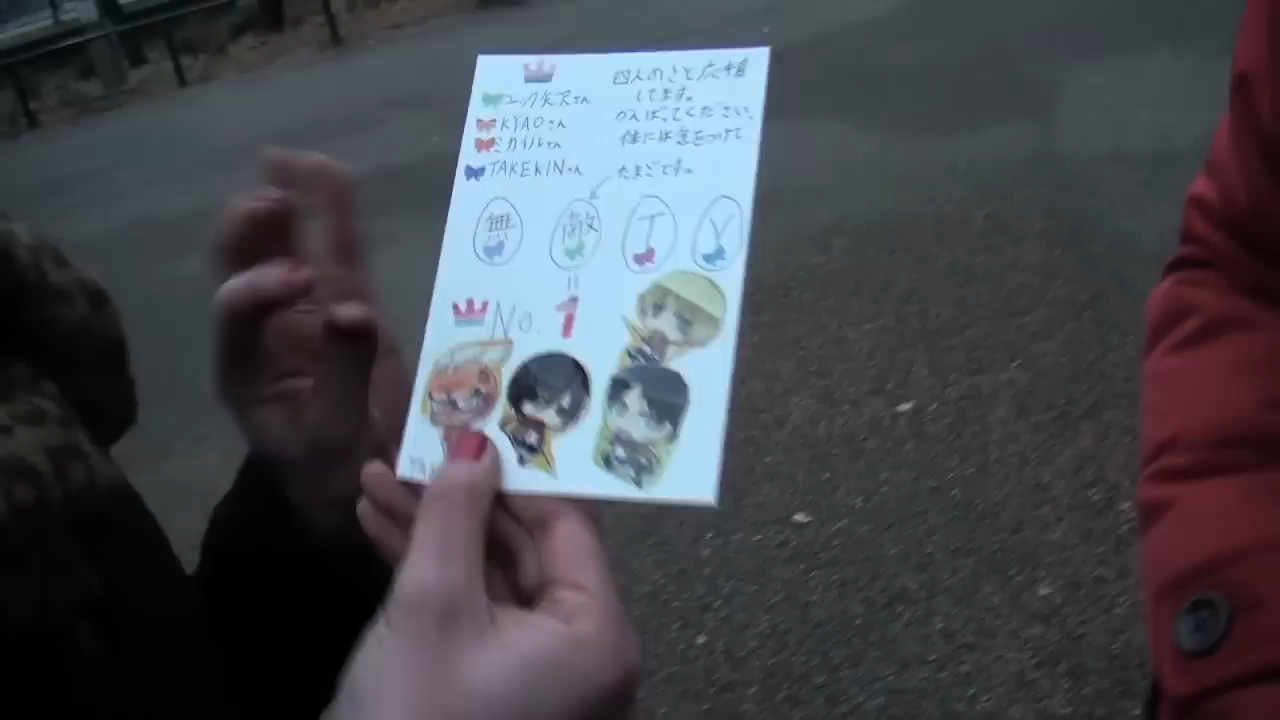 ユック矢沢さん
KYAOさん
ミカイルさん
TAKEKINさん
四人のこと応援
してます。
がんばってください。
体には気をつけて
たまごです。
無 敵 T V
No. 1